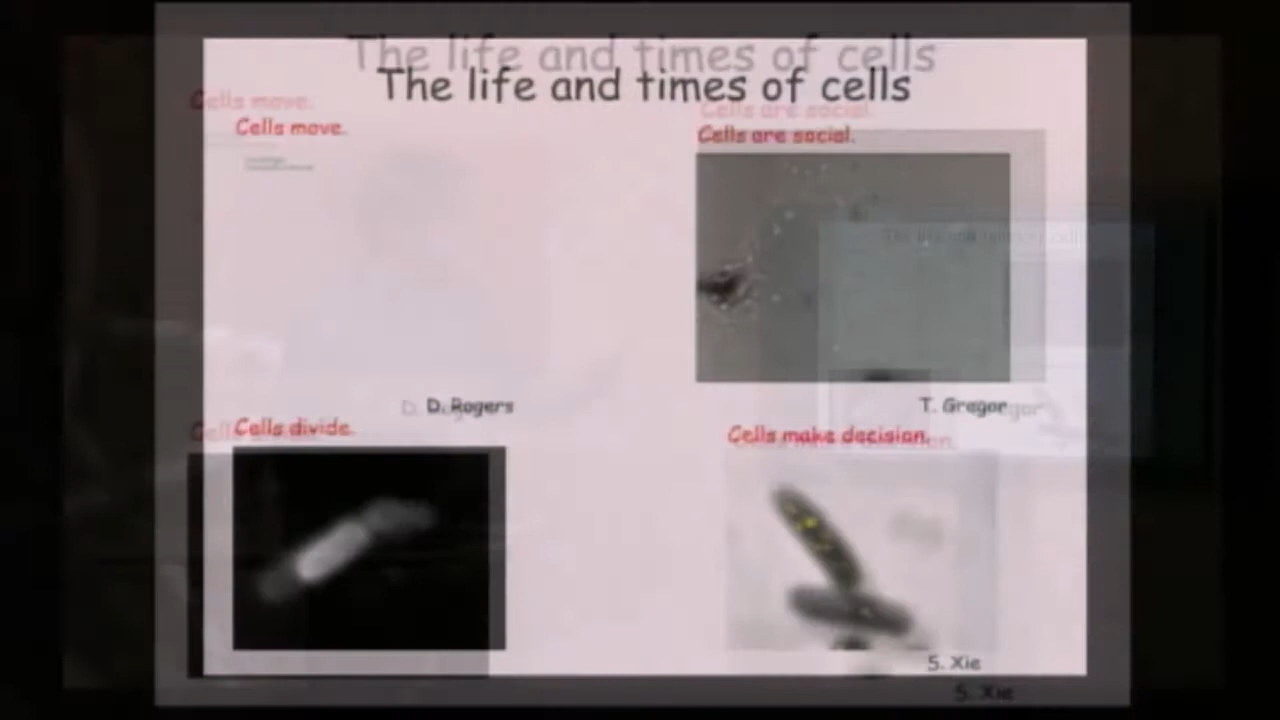 The life and times of cells
Cells move.
Cells are social.
D. Rogers
T. Gregor
Cells divide.
Cells make decision.
S. Xie